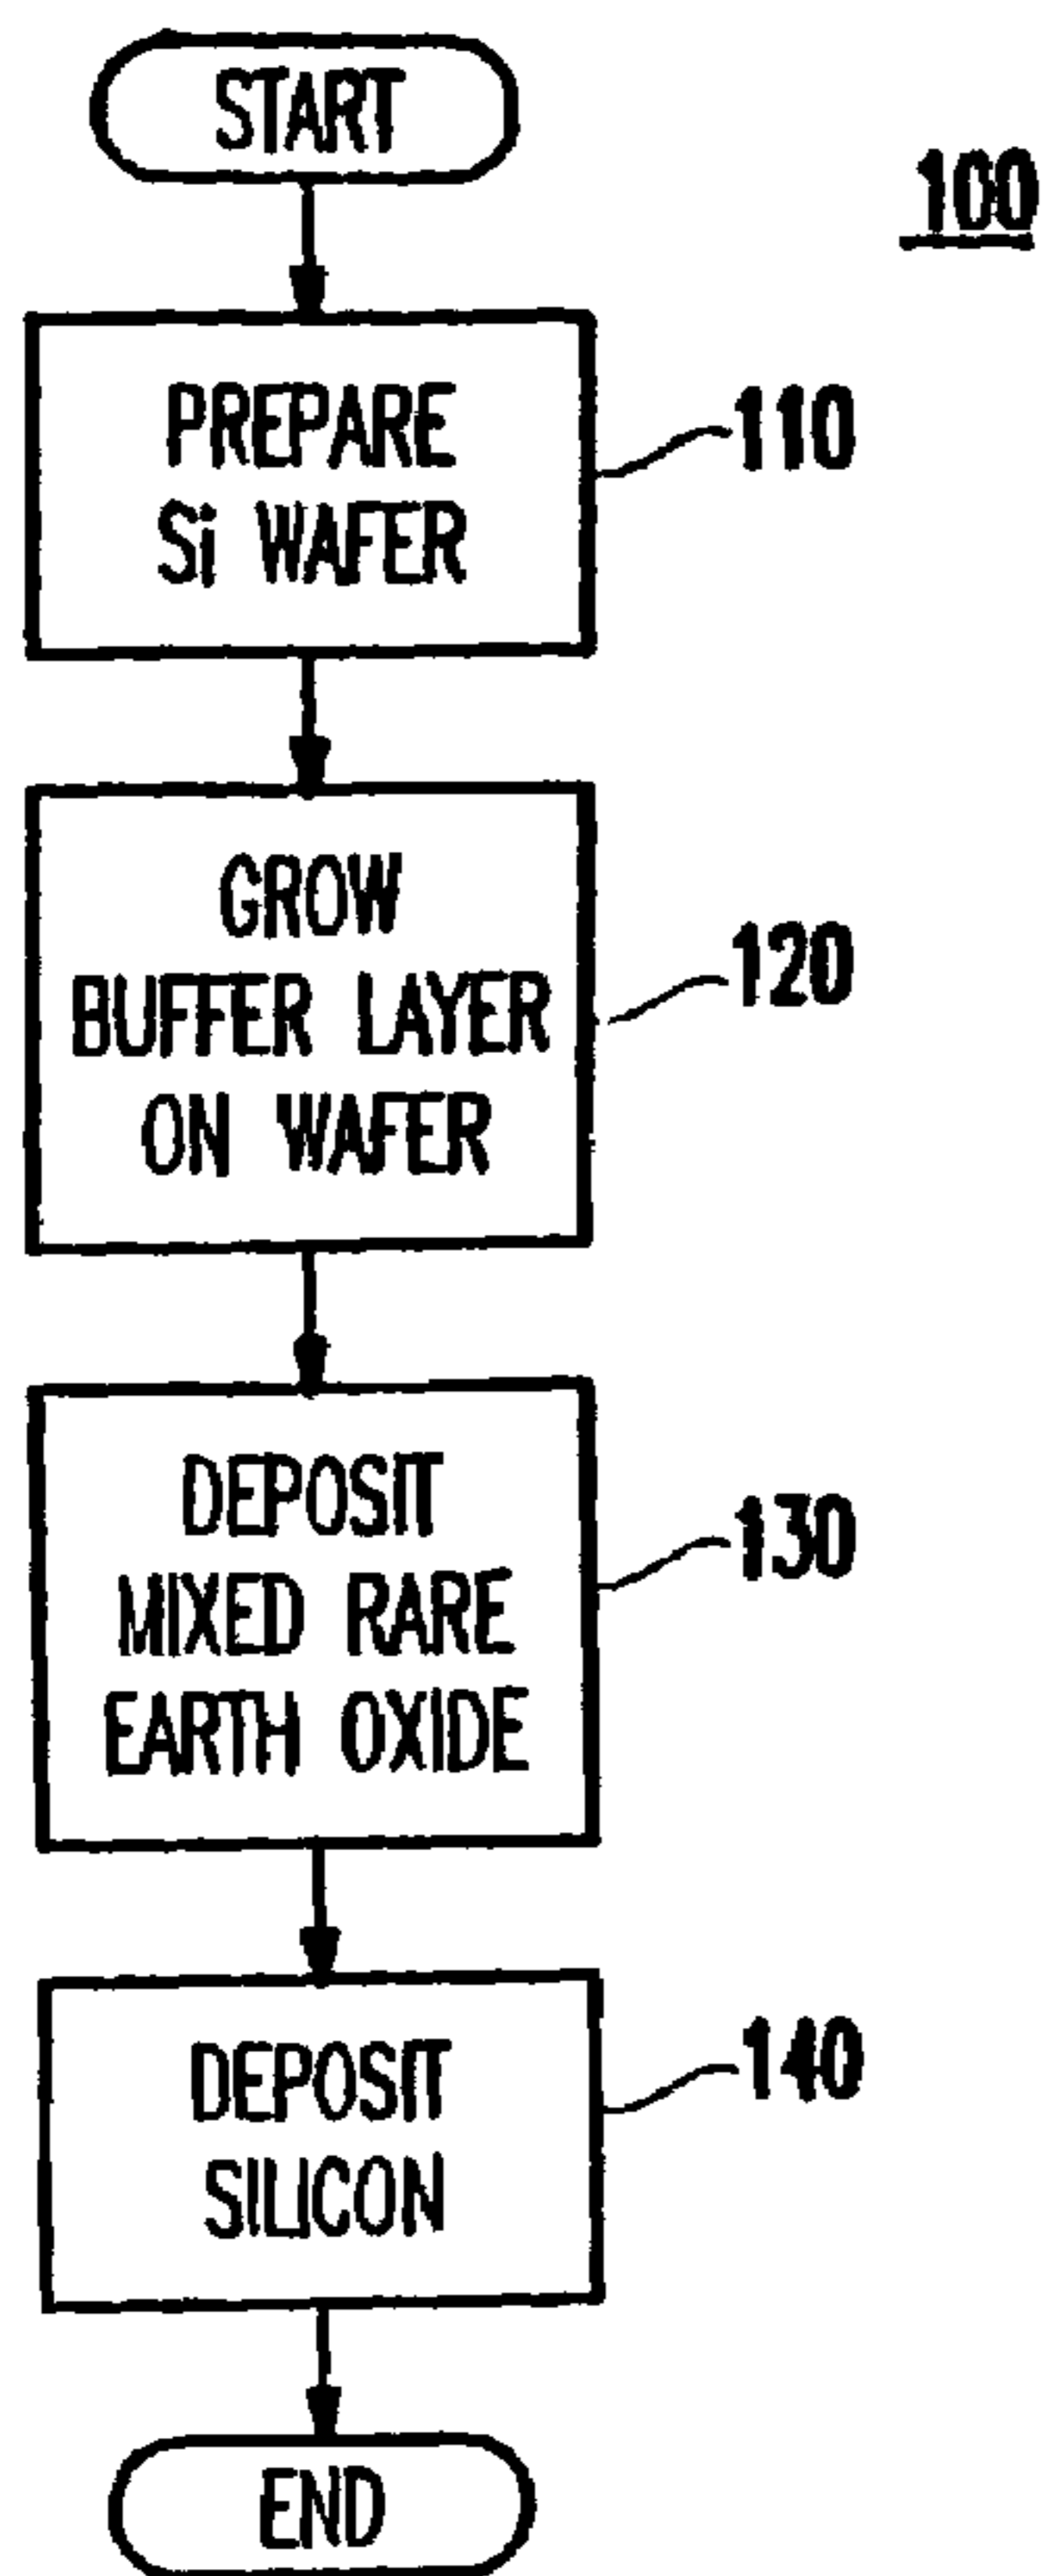 START
100
PREPARE
Si WAFER
110
GROW
BUFFER LAYER
ON WAFER
120
DEPOSIT
MIXED RARE
EARTH OXIDE
130
DEPOSIT
SILICON
140
END